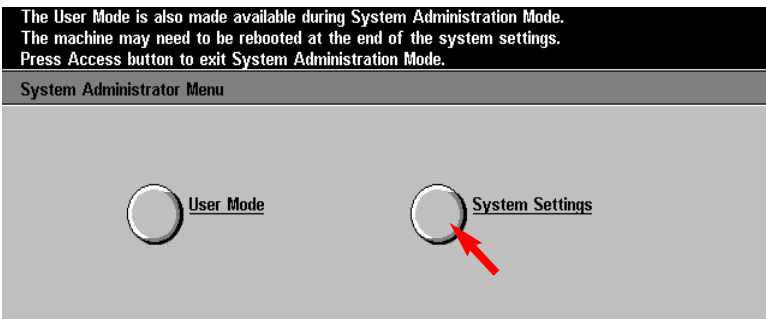 The User Mode is also made available during System Administration Mode.
The machine may need to be rebooted at the end of the system settings.
Press Access button to exit System Administration Mode.
System Administrator Menu
User Mode
System Settings